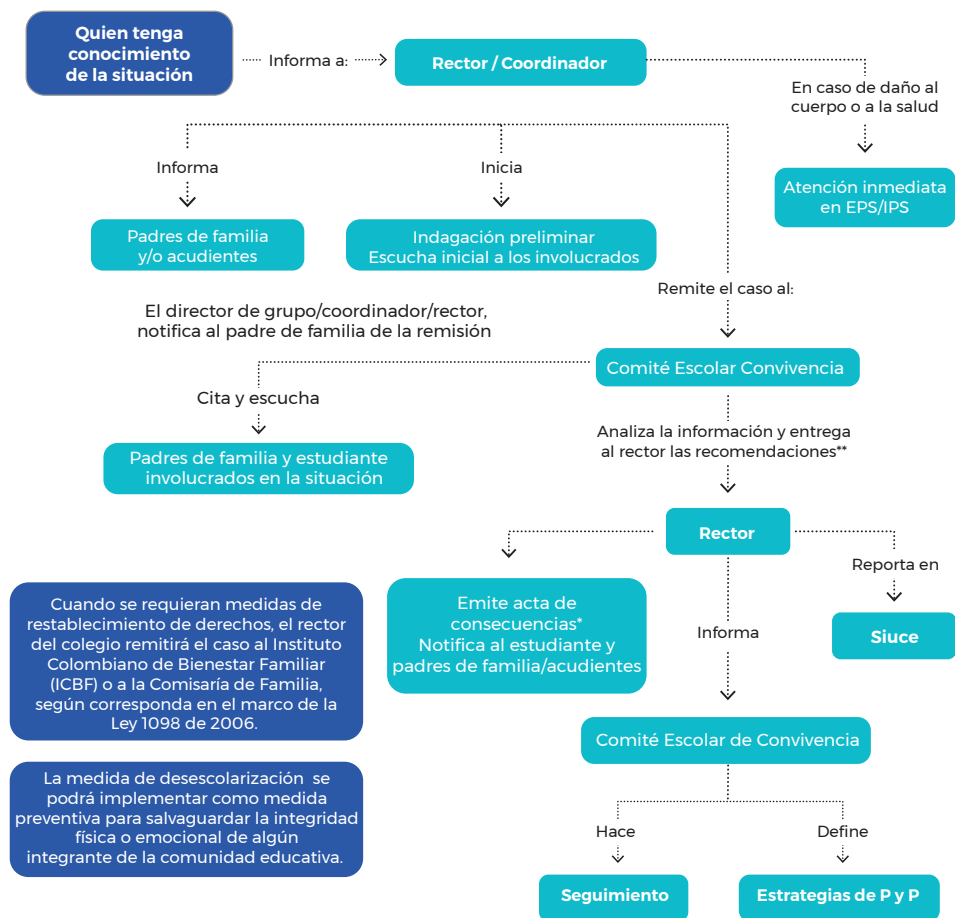 Quien tenga
conocimiento
de la situación
Informa a:
Rector / Coordinador
En caso de daño al
cuerpo o a la salud
Atención inmediata
en EPS/IPS
Informa
Padres de familia
y/o acudientes
Inicia
Indagación preliminar
Escucha inicial a los involucrados
Remite el caso al:
El director de grupo/coordinador/rector,
notifica al padre de familia de la remisión
Comité Escolar Convivencia
Cita y escucha
Padres de familia y estudiante
involucrados en la situación
Analiza la información y entrega
al rector las recomendaciones**
Rector
Reporta en
Siuce
Emite acta de
consecuencias*
Notifica al estudiante y
padres de familia/acudientes
Informa
Comité Escolar de Convivencia
Hace
Seguimiento
Define
Estrategias de P y P
Cuando se requieran medidas de
restablecimiento de derechos, el rector
del colegio remitirá el caso al Instituto
Colombiano de Bienestar Familiar
(ICBF) o a la Comisaría de Familia,
según corresponda en el marco de la
Ley 1098 de 2006.
La medida de desescolarización se
podrá implementar como medida
preventiva para salvaguardar la integridad
física o emocional de algún
integrante de la comunidad educativa.